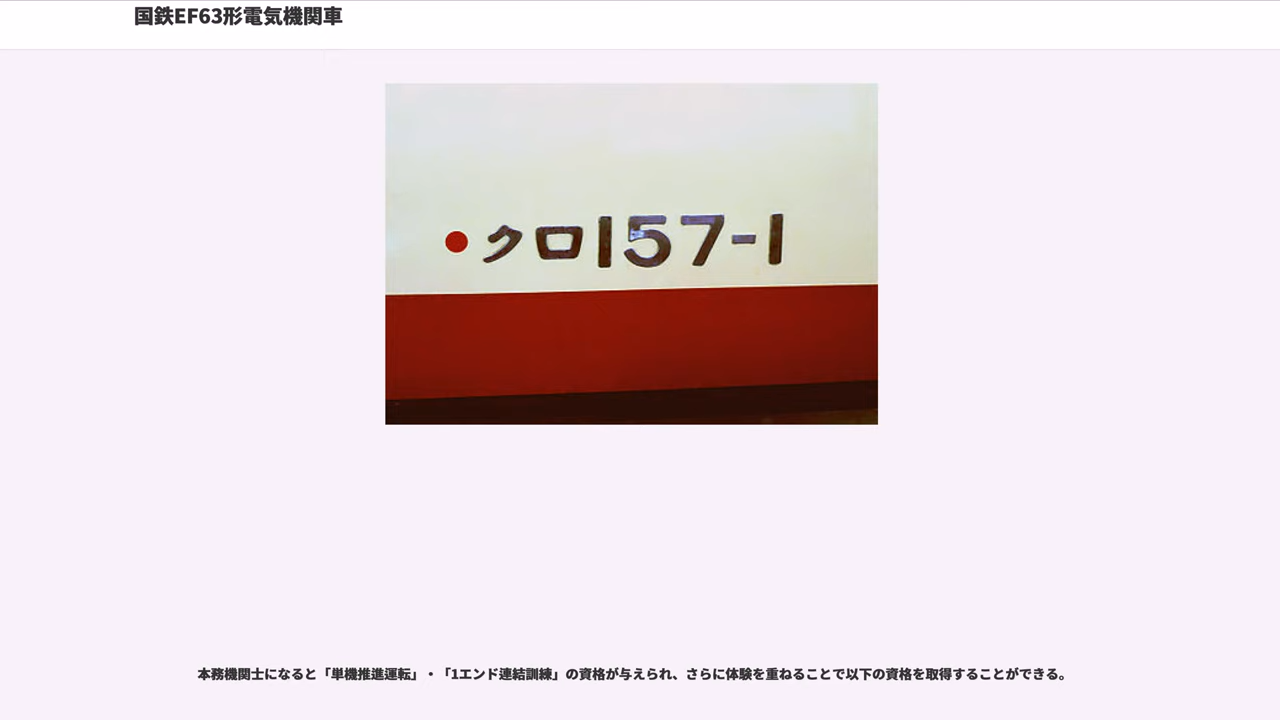 国鉄EF63形電気機関車
クロ157-1
本務機関士になると「単機推進運転」・「1エンド連結訓練」の資格が与えられ、さらに体験を重ねることで以下の資格を取得することができる。